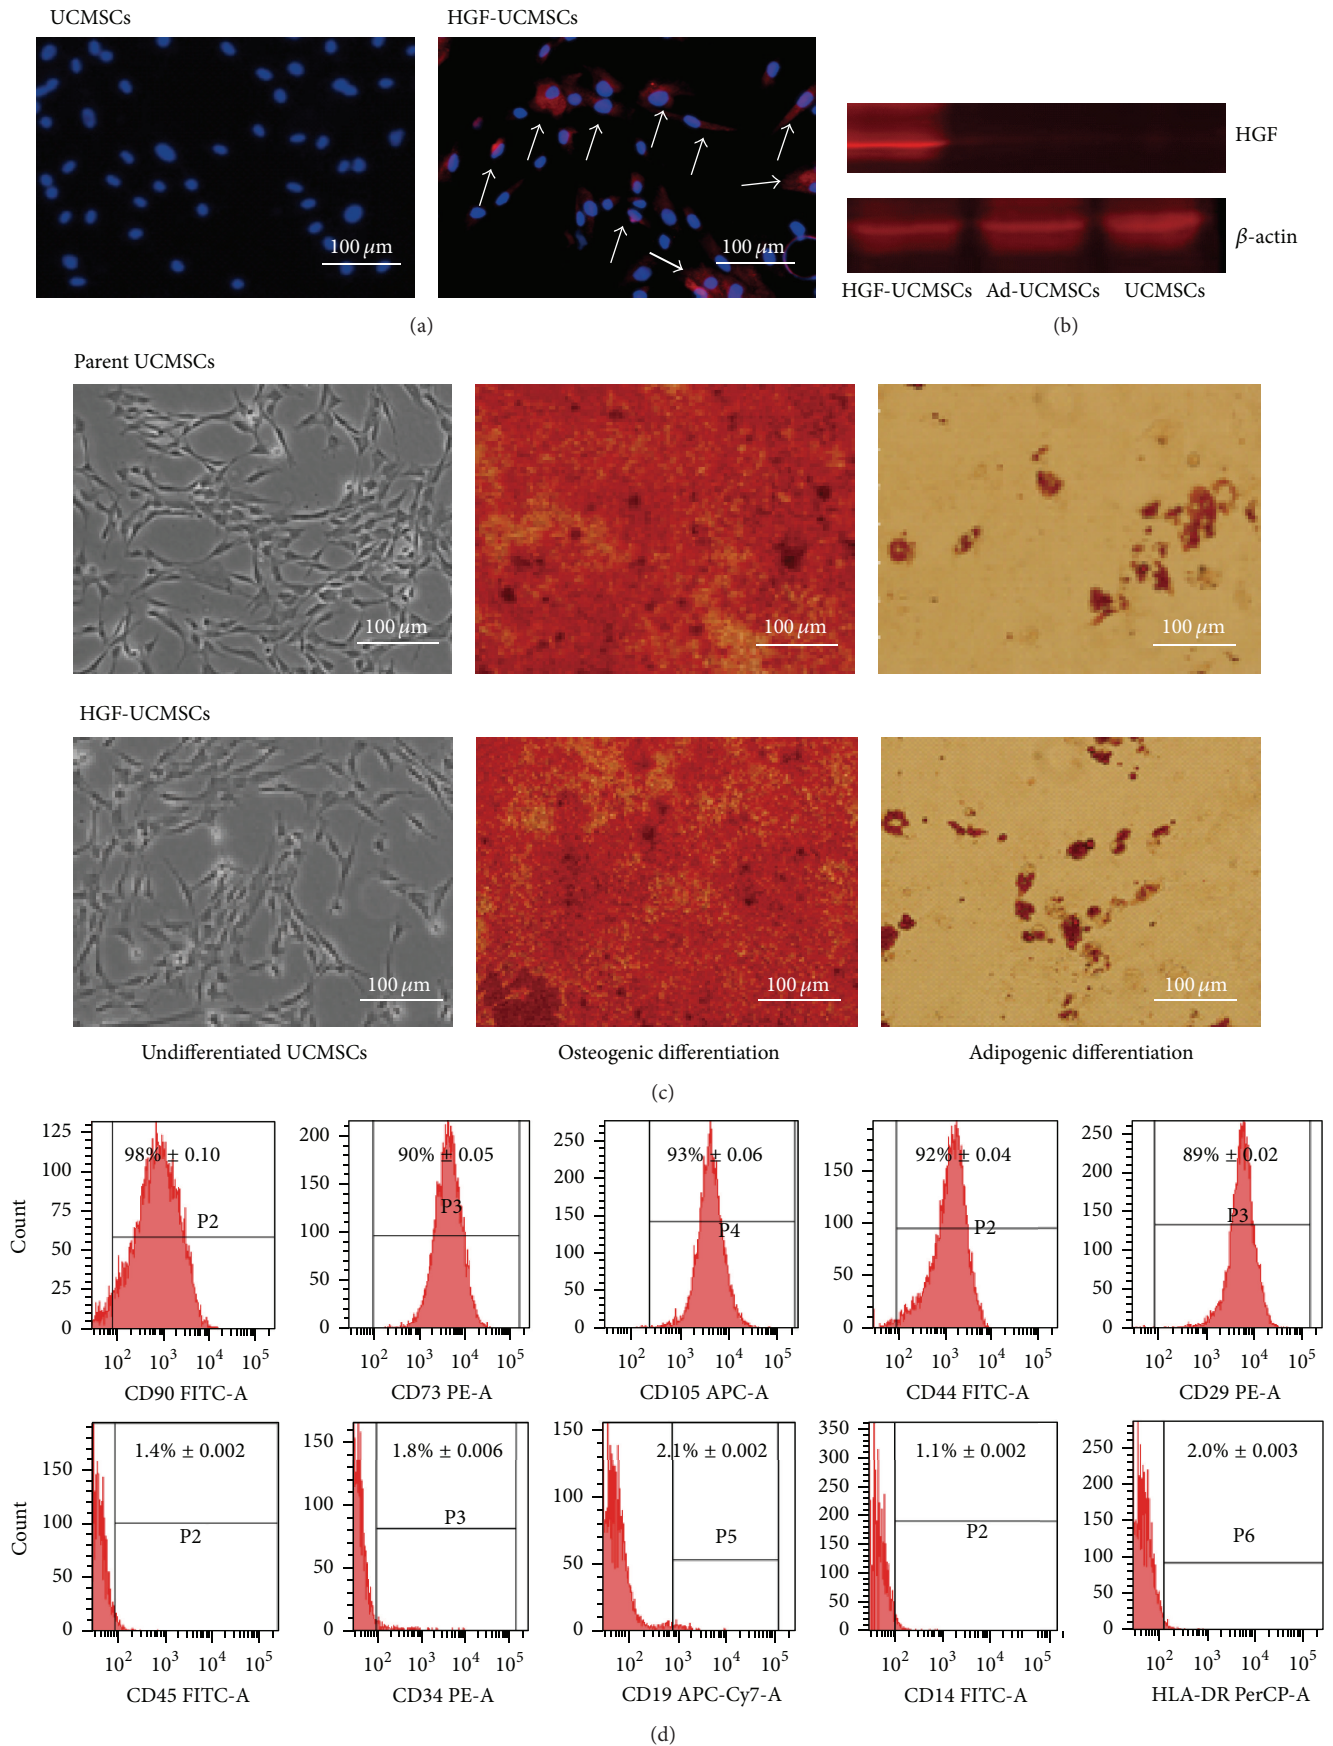 UCMSCs
HGF-UCMSCs
100 μm
100 μm
HGF
β-actin
HGF-UCMSCs Ad-UCMSCs UCMSCs
(a)
(b)
Parent UCMSCs
100 μm
100 μm
100 μm
HGF-UCMSCs
100 μm
100 μm
100 μm
Undifferentiated UCMSCs
Osteogenic differentiation
Adipogenic differentiation
(c)
Count
125
100
75
50
25
0
98% ± 0.10
P2
10² 10³ 10⁴ 10⁵
CD90 FITC-A
200
150
100
50
0
90% ± 0.05
P3
10² 10³ 10⁴ 10⁵
CD73 PE-A
250
200
150
100
50
0
93% ± 0.06
P4
10² 10³ 10⁴ 10⁵
CD105 APC-A
150
100
50
0
92% ± 0.04
P2
10² 10³ 10⁴ 10⁵
CD44 FITC-A
250
200
150
100
50
0
89% ± 0.02
P3
10² 10³ 10⁴ 10⁵
CD29 PE-A
Count
150
100
50
0
1.4% ± 0.002
P2
10² 10³ 10⁴ 10⁵
CD45 FITC-A
150
100
50
0
1.8% ± 0.006
P3
10² 10³ 10⁴ 10⁵
CD34 PE-A
150
100
50
0
2.1% ± 0.002
P5
10² 10³ 10⁴ 10⁵
CD19 APC-Cy7-A
350
300
250
200
150
100
50
0
1.1% ± 0.002
P2
10² 10³ 10⁴ 10⁵
CD14 FITC-A
250
200
150
100
50
0
2.0% ± 0.003
P6
10² 10³ 10⁴ 10⁵
HLA-DR PerCP-A
(d)